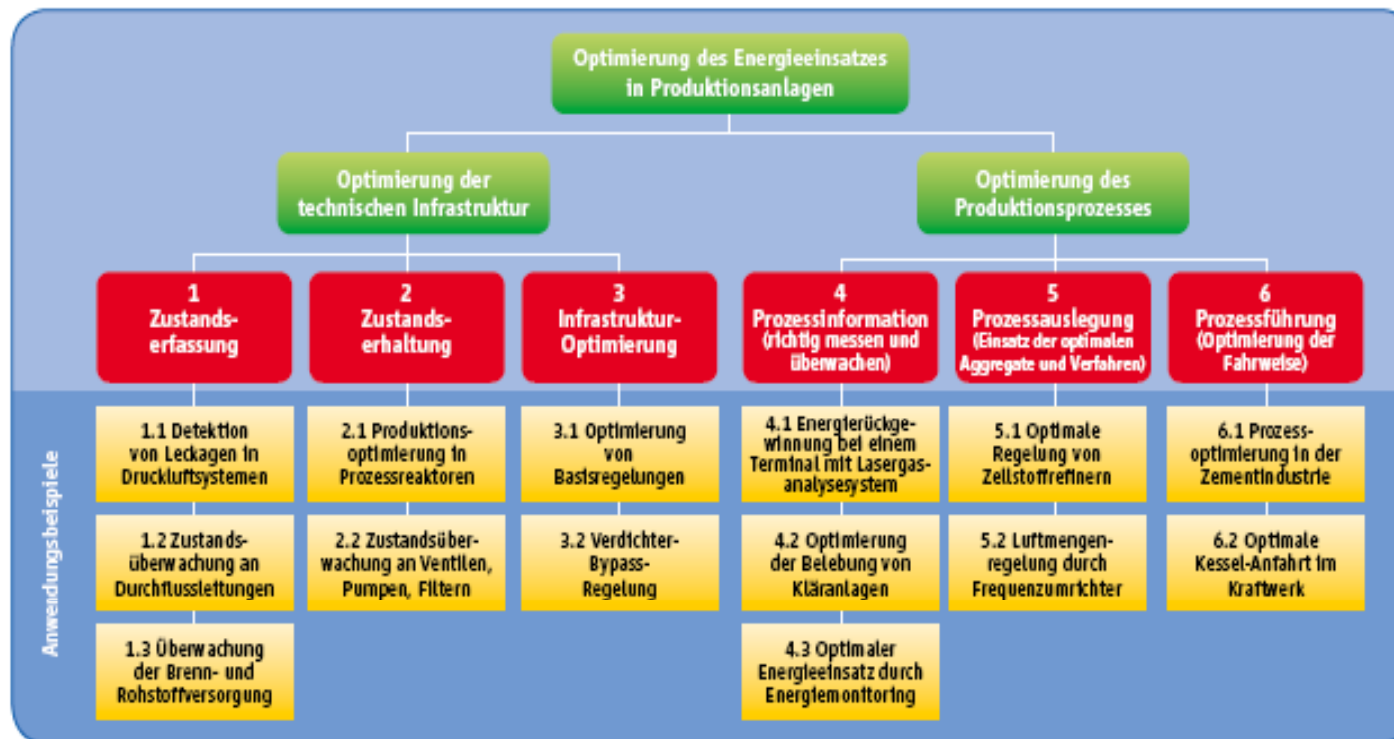 Optimierung des Energieeinsatzes
in Produktionsanlagen
Optimierung der
technischen Infrastruktur
Optimierung des
Produktionsprozesses
1
Zustands-
erfassung
2
Zustands-
erhaltung
3
Infrastruktur-
Optimierung
4
Prozessinformation
(richtig messen und
überwachen)
5
Prozessauslegung
(Einsatz der optimalen
Aggregate und Verfahren)
6
Prozessführung
(Optimierung der
Fahrweise)
Anwendungsbeispiele
1.1 Detektion
von Leckagen in
Druckluftsystemen
2.1 Produktions-
optimierung in
Prozessreaktoren
3.1 Optimierung
von
Basisregelungen
4.1 Energierückge-
winnung bei einem
Terminal mit Lasergas-
analysesystem
5.1 Optimale
Regelung von
Zellstoffrefinern
6.1 Prozess-
optimierung in der
Zementindustrie
1.2 Zustands-
überwachung an
Durchflussleitungen
2.2 Zustandsüber-
wachung an Ventilen,
Pumpen, Filtern
3.2 Verdichter-
Bypass-
Regelung
4.2 Optimierung
der Belebung von
Kläranlagen
5.2 Luftmengen-
regelung durch
Frequenzumrichter
6.2 Optimale
Kessel-Anfahrt im
Kraftwerk
1.3 Überwachung
der Brenn- und
Rohstoffversorgung
4.3 Optimaler
Energieeinsatz durch
Energiemonitoring